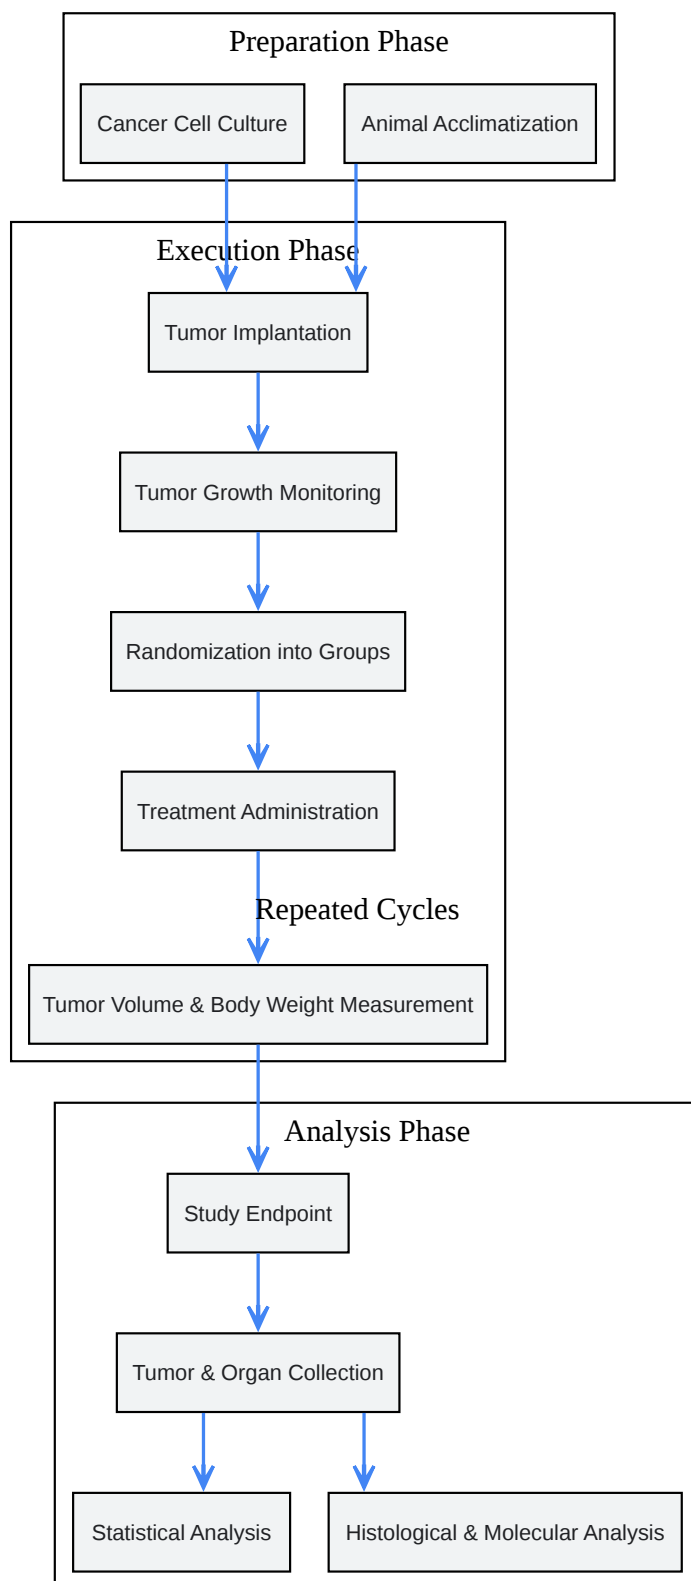 Preparation Phase
Cancer Cell Culture
Animal Acclimatization
Execution Phase
Tumor Implantation
Tumor Growth Monitoring
Randomization into Groups
Treatment Administration
Repeated Cycles
Tumor Volume & Body Weight Measurement
Analysis Phase
Study Endpoint
Tumor & Organ Collection
Statistical Analysis
Histological & Molecular Analysis